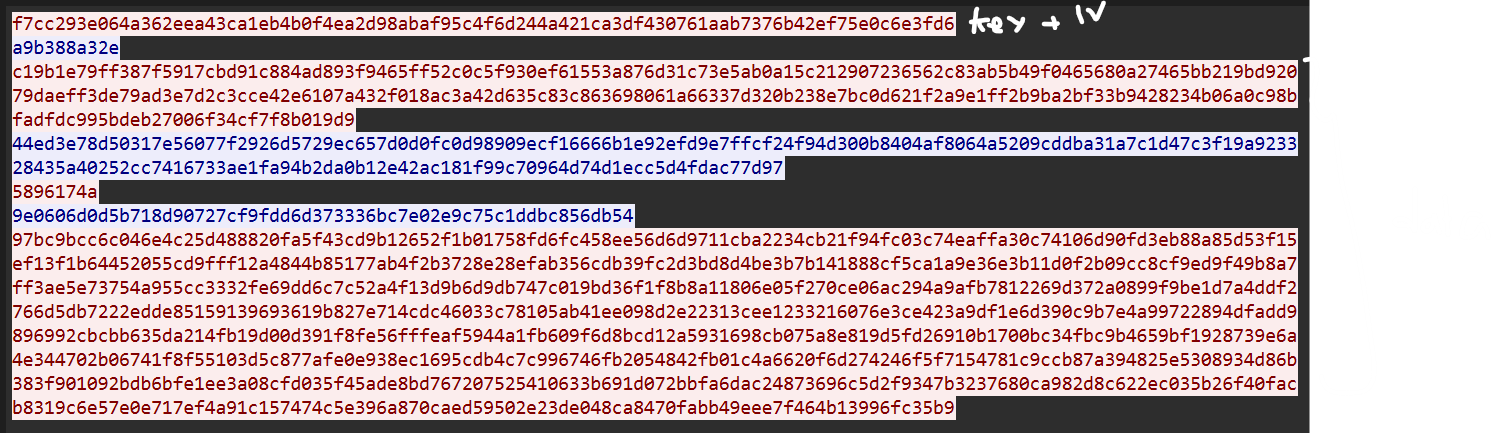 f7cc293e064a362eea43ca1eb4b0f4ea2d98abaf95c4f6d244a421ca3df430761aab7376b42ef75e0c6e3fd6 key + IV
a9b388a32e
c19b1e79ff387f5917cbd91c884ad893f9465ff52c0c5f930ef61553a876d31c73e5ab0a15c212907236562c83ab5b49f0465680a27465bb219bd920
79daeff3de79ad3e7d2c3cce42e6107a432f018ac3a42d635c83c863698061a66337d320b238e7bc0d621f2a9e1ff2b9ba2bf33b9428234b06a0c98b
fadfdc995bdeb27006f34cf7f8b019d9
44ed3e78d50317e56077f2926d5729ec657d0d0fc0d98909ecf16666b1e92efd9e7ffcf24f94d300b8404af8064a5209cddba31a7c1d47c3f19a9233
28435a40252cc7416733ae1fa94b2da0b12e42ac181f99c70964d74d1ecc5d4fdac77d97
5896174a
9e0606d0d5b718d90727cf9fdd6d373336bc7e02e9c75c1ddbc856db54
97bc9bcc6c046e4c25d488820fa5f43cd9b12652f1b01758fd6fc458ee56d6d9711cba2234cb21f94fc03c74eaffa30c74106d90fd3eb88a85d53f15
ef13f1b64452055cd9fff12a4844b85177ab4f2b3728e28efab356cdb39fc2d3bd8d4be3b7b141888cf5ca1a9e36e3b11d0f2b09cc8cf9ed9f49b8a7
ff3ae5e73754a955cc3332fe69dd6c7c52a4f13d9b6d9db747c019bd36f1f8b8a11806e05f270ce06ac294a9afb7812269d372a0899f9be1d7a4ddf2
766d5db7222edde85159139693619b827e714cdc46033c78105ab41ee098d2e22313cee1233216076e3ce423a9df1e6d390c9b7e4a99722894dfadd9
896992cbcbb635da214fb19d00d391f8fe56fffeaf5944a1fb609f6d8bcd12a5931698cb075a8e819d5fd26910b1700bc34fbc9b4659bf1928739e6a
4e344702b06741f8f55103d5c877afe0e938ec1695cdb4c7c996746fb2054842fb01c4a6620f6d274246f5f7154781c9ccb87a394825e5308934d86b
383f901092bdb6bfe1ee3a08cfd035f45ade8bd767207525410633b691d072bbfa6dac24873696c5d2f9347b3237680ca982d8c622ec035b26f40fac
b8319c6e57e0e717ef4a91c157474c5e396a870caed59502e23de048ca8470fabb49eee7f464b13996fc35b9